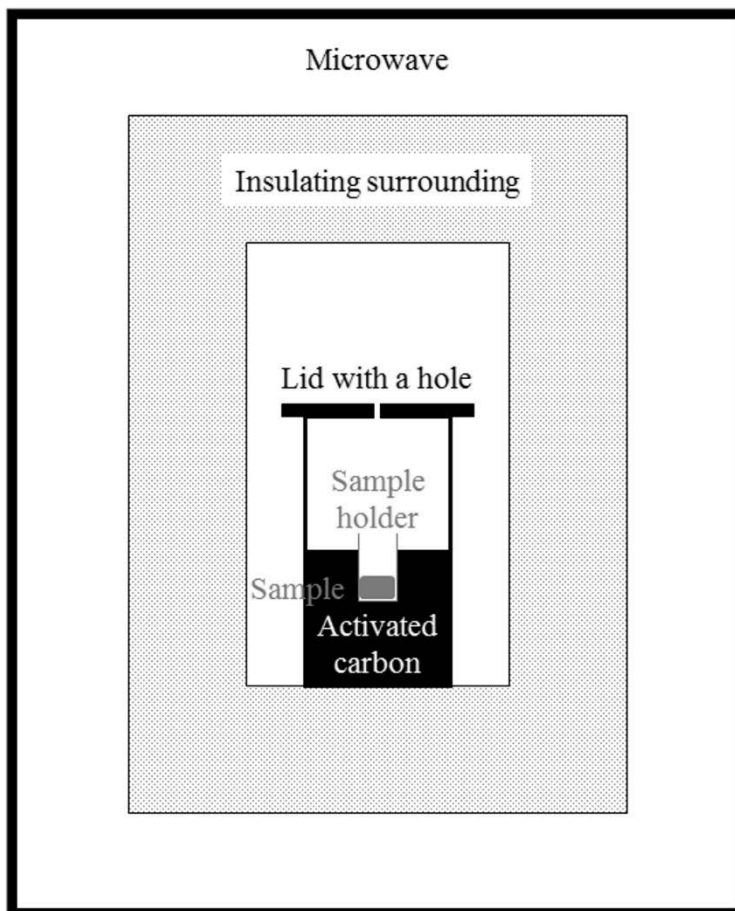 Microwave
Insulating surrounding
Lid with a hole
Sample
holder
Sample
Activated
carbon